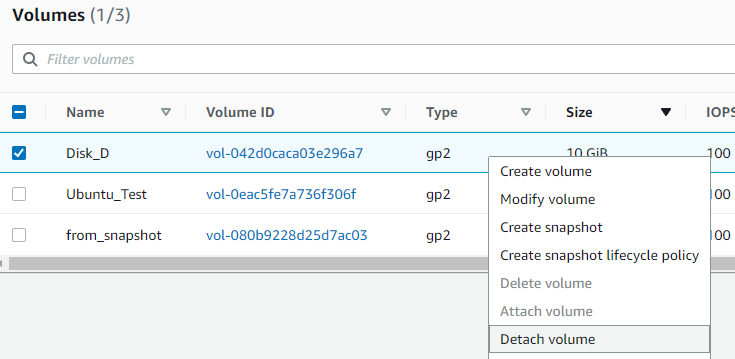 Volumes (1/3)
Filter volumes
Name Volume ID Type Size IOPS
Disk_D vol-042d0caca03e296a7 gp2 10 GiB 100
Ubuntu_Test vol-0eac5fe7a736f306f gp2 100
from_snapshot vol-080b9228d25d7ac03 gp2 100
Create volume
Modify volume
Create snapshot
Create snapshot lifecycle policy
Delete volume
Attach volume
Detach volume